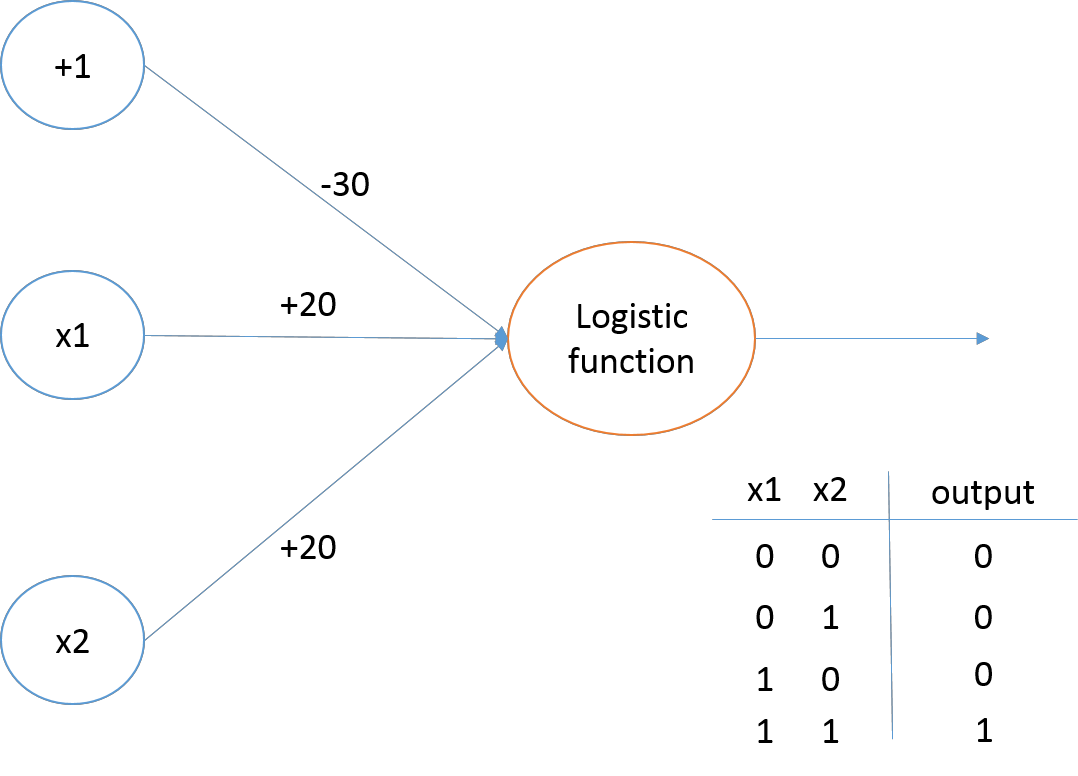 +1
-30
x1
+20
Logistic
function
x2
+20
x1 x2 output
0 0 0
0 1 0
1 0 0
1 1 1